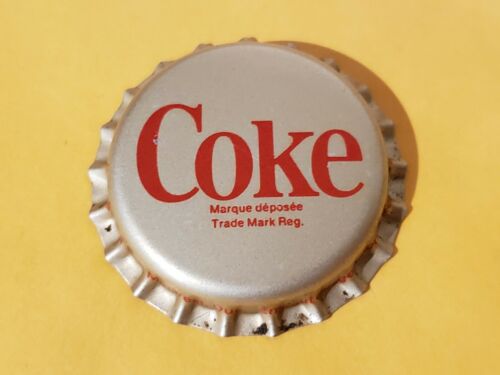 Coke
Marque déposée
Trade Mark Reg.